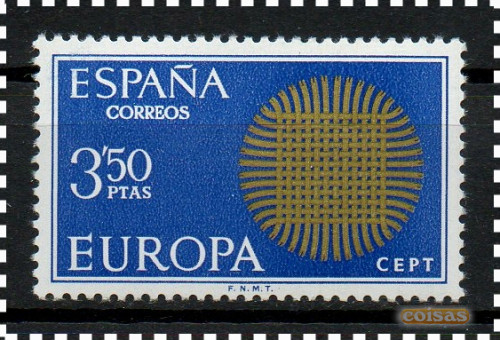 ESPAÑA
CORREOS
3'50
PTAS
EUROPA
CEPT
F.N.M.T.
coisas